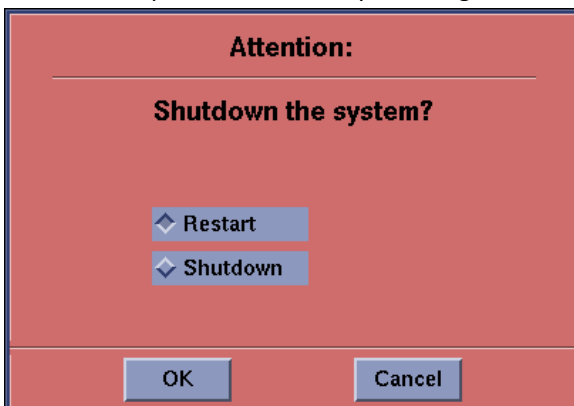 Attention:
Shutdown the system?
Restart
Shutdown
OK
Cancel